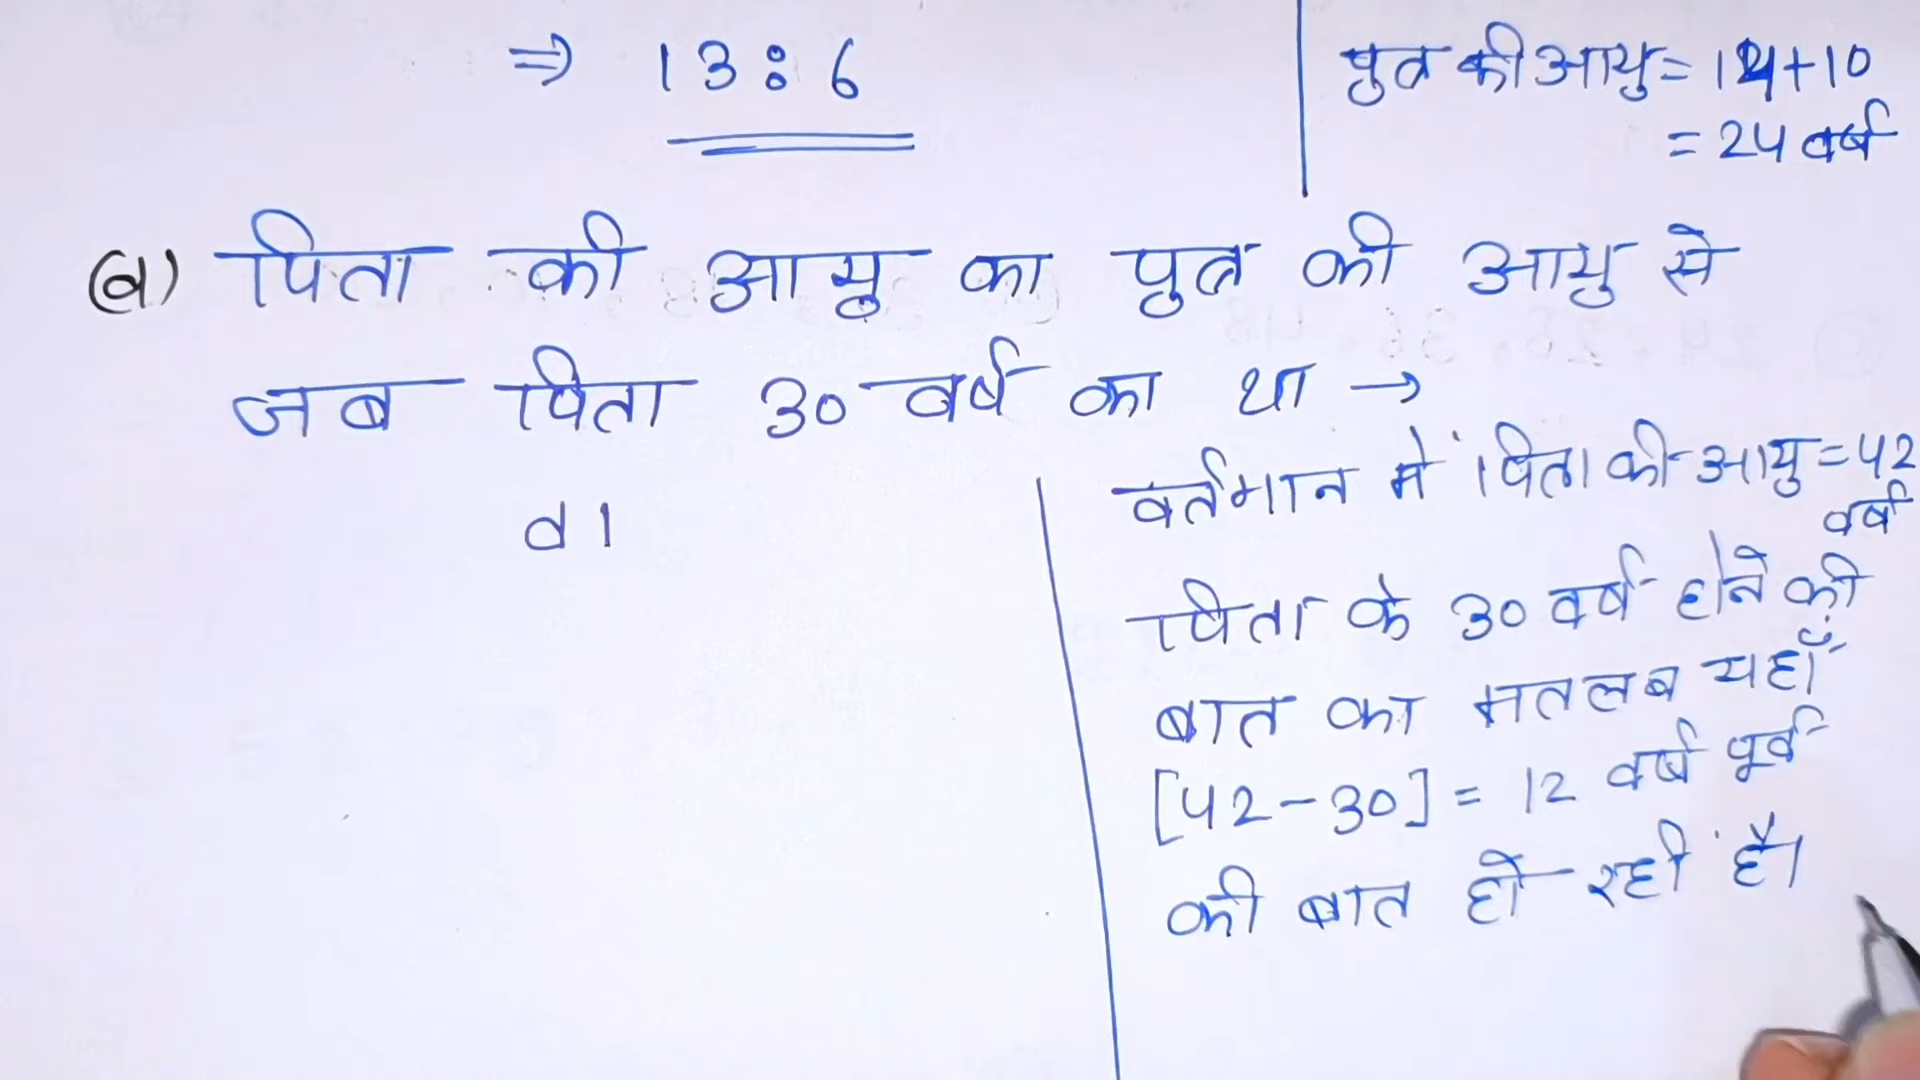 ⇒ 13:6
पुत्र की आयु = 14+10
= 24 वर्ष
(d) पिता की आयु का पुत्र की आयु से
जब पिता 30 वर्ष का था →
वर्तमान में पिता की आयु = 42
वर्ष
पिता के 30 वर्ष होने की
बात का मतलब यहाँ
[42-30] = 12 वर्ष पूर्व
की बात हो रही है।